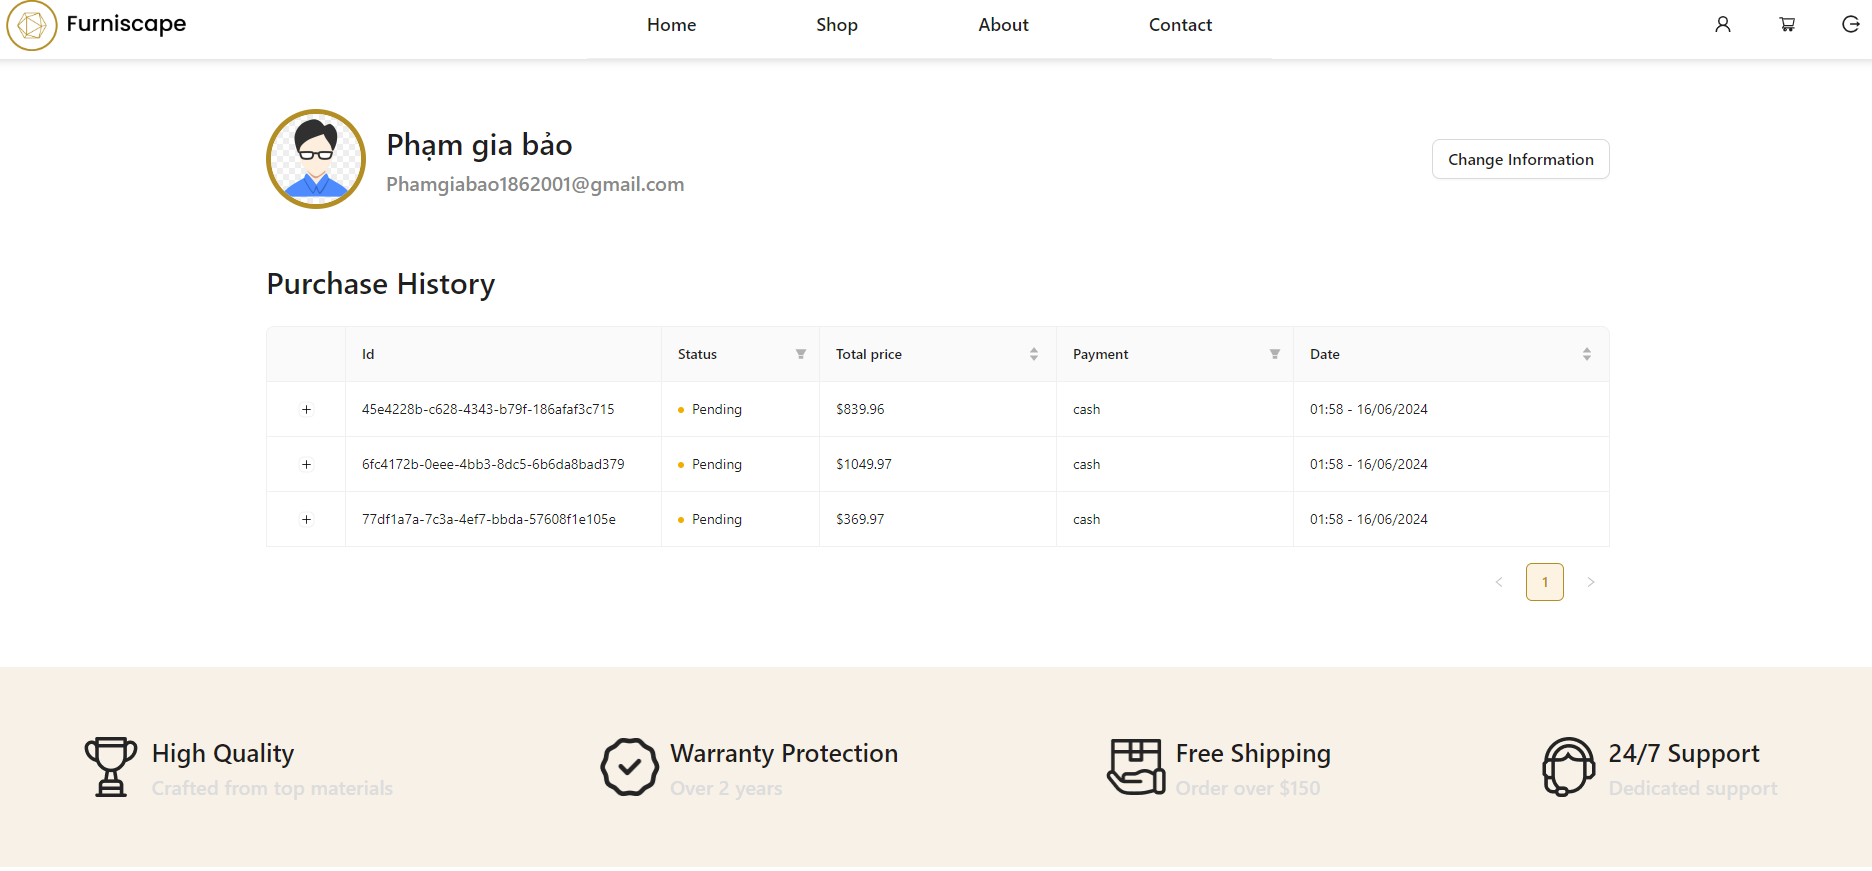 Furniscape
Home Shop About Contact
Phạm gia bảo
Phamgiabao1862001@gmail.com
Change Information
Purchase History
Id Status Total price Payment Date
+ 45e4228b-c628-4343-b79f-186afaf3c715 Pending $839.96 cash 01:58 - 16/06/2024
+ 6fc4172b-0eee-4bb3-8dc5-6b6da8bad379 Pending $1049.97 cash 01:58 - 16/06/2024
+ 77df1a7a-7c3a-4ef7-bbda-57608f1e105e Pending $369.97 cash 01:58 - 16/06/2024
< 1 >
High Quality Warranty Protection Free Shipping 24/7 Support
Crafted from top materials Over 2 years Order over $150 Dedicated support